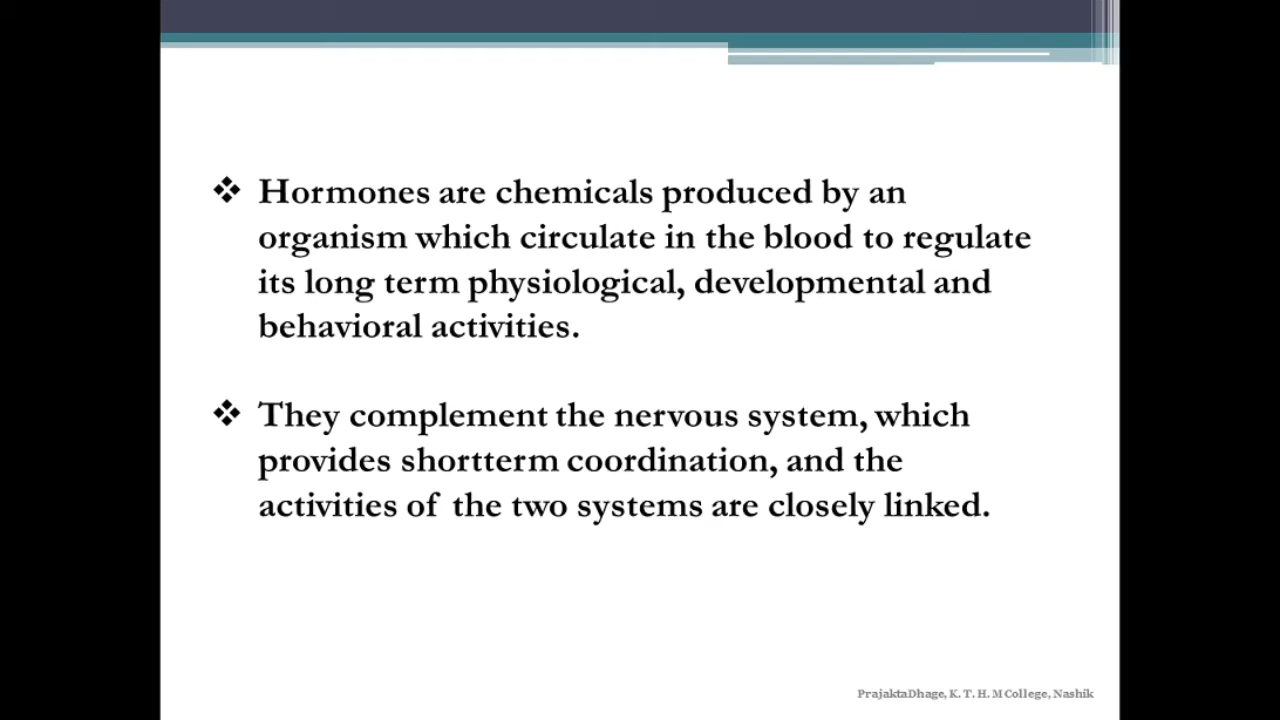 ❖ Hormones are chemicals produced by an
organism which circulate in the blood to regulate
its long term physiological, developmental and
behavioral activities.
❖ They complement the nervous system, which
provides shortterm coordination, and the
activities of the two systems are closely linked.
PrajaktaDhage, K. T. H. M College, Nashik